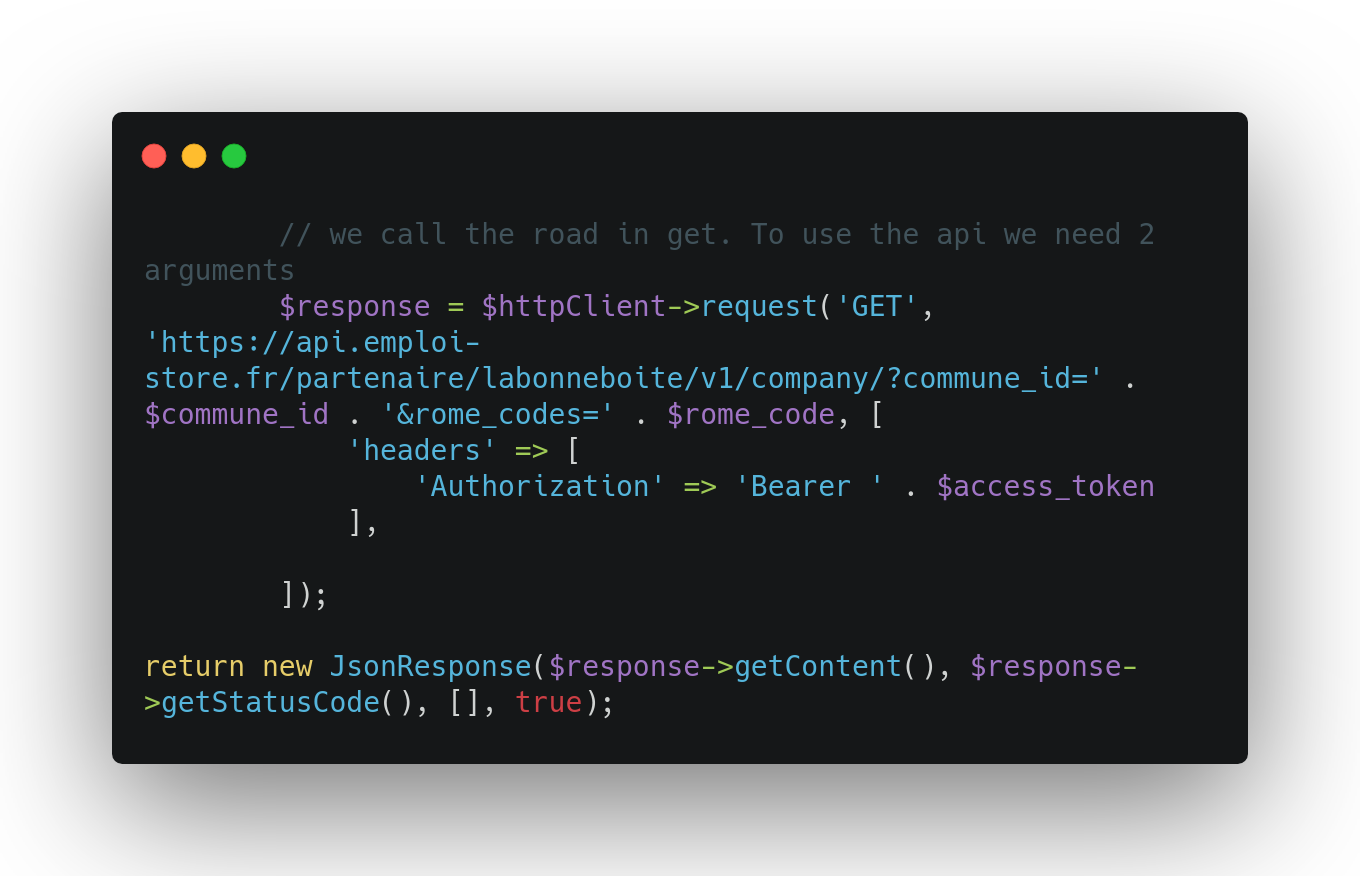 // we call the road in get. To use the api we need 2
arguments
$response = $httpClient->request('GET',
'https://api.emploi-
store.fr/partenaire/labonneboite/v1/company/?commune_id=' .
$commune_id . '&rome_codes=' . $rome_code, [
'headers' => [
'Authorization' => 'Bearer ' . $access_token
],
]);
return new JsonResponse($response->getContent(), $response-
>getStatusCode(), [], true);